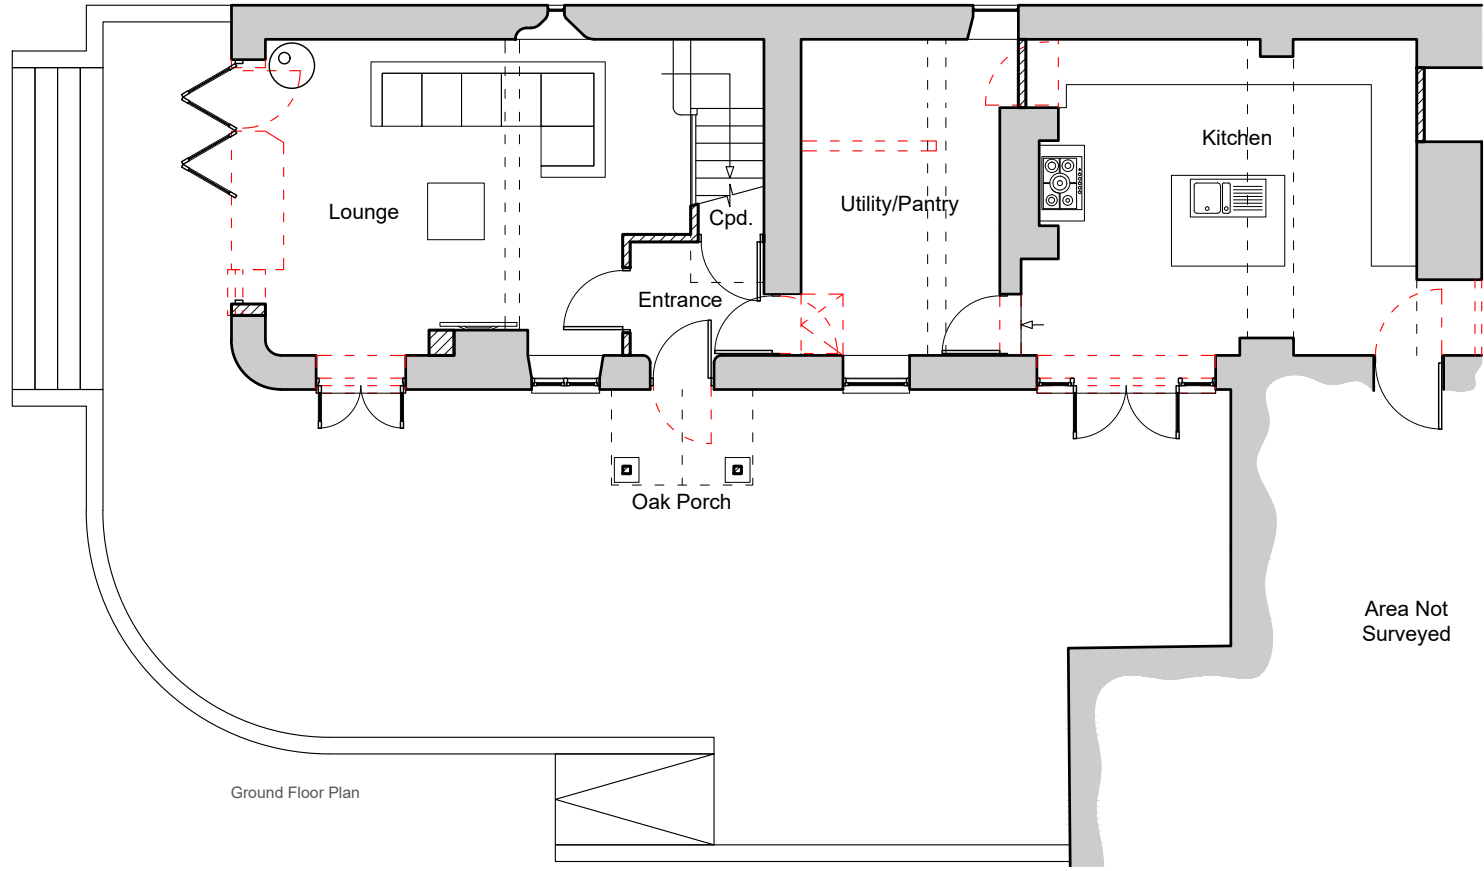 Kitchen
Utility/Pantry
Lounge
Cpd.
Entrance
Oak Porch
Area Not
Surveyed
Ground Floor Plan